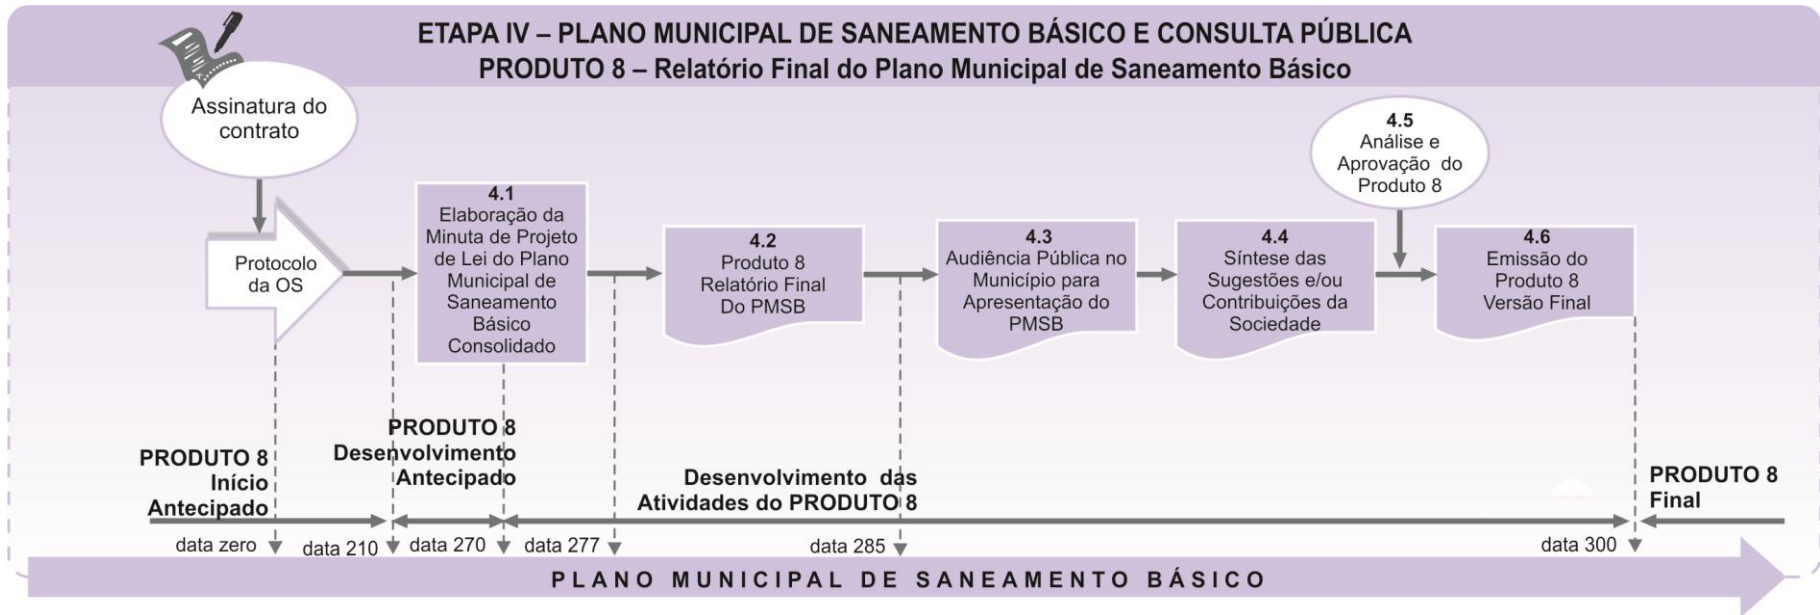 ETAPA IV – PLANO MUNICIPAL DE SANEAMENTO BÁSICO E CONSULTA PÚBLICA
PRODUTO 8 – Relatório Final do Plano Municipal de Saneamento Básico
Assinatura do
contrato
Protocolo
da OS
4.1
Elaboração da
Minuta de Projeto
de Lei do Plano
Municipal de
Saneamento
Básico
Consolidado
4.2
Produto 8
Relatório Final
Do PMSB
4.3
Audiência Pública no
Município para
Apresentação do
PMSB
4.4
Síntese das
Sugestões e/ou
Contribuições da
Sociedade
4.5
Análise e
Aprovação do
Produto 8
4.6
Emissão do
Produto 8
Versão Final
PRODUTO 8
Início
Antecipado
PRODUTO 8
Desenvolvimento
Antecipado
Desenvolvimento das
Atividades do PRODUTO 8
PRODUTO 8
Final
data zero
data 210
data 270
data 277
data 285
data 300
PLANO MUNICIPAL DE SANEAMENTO BÁSICO